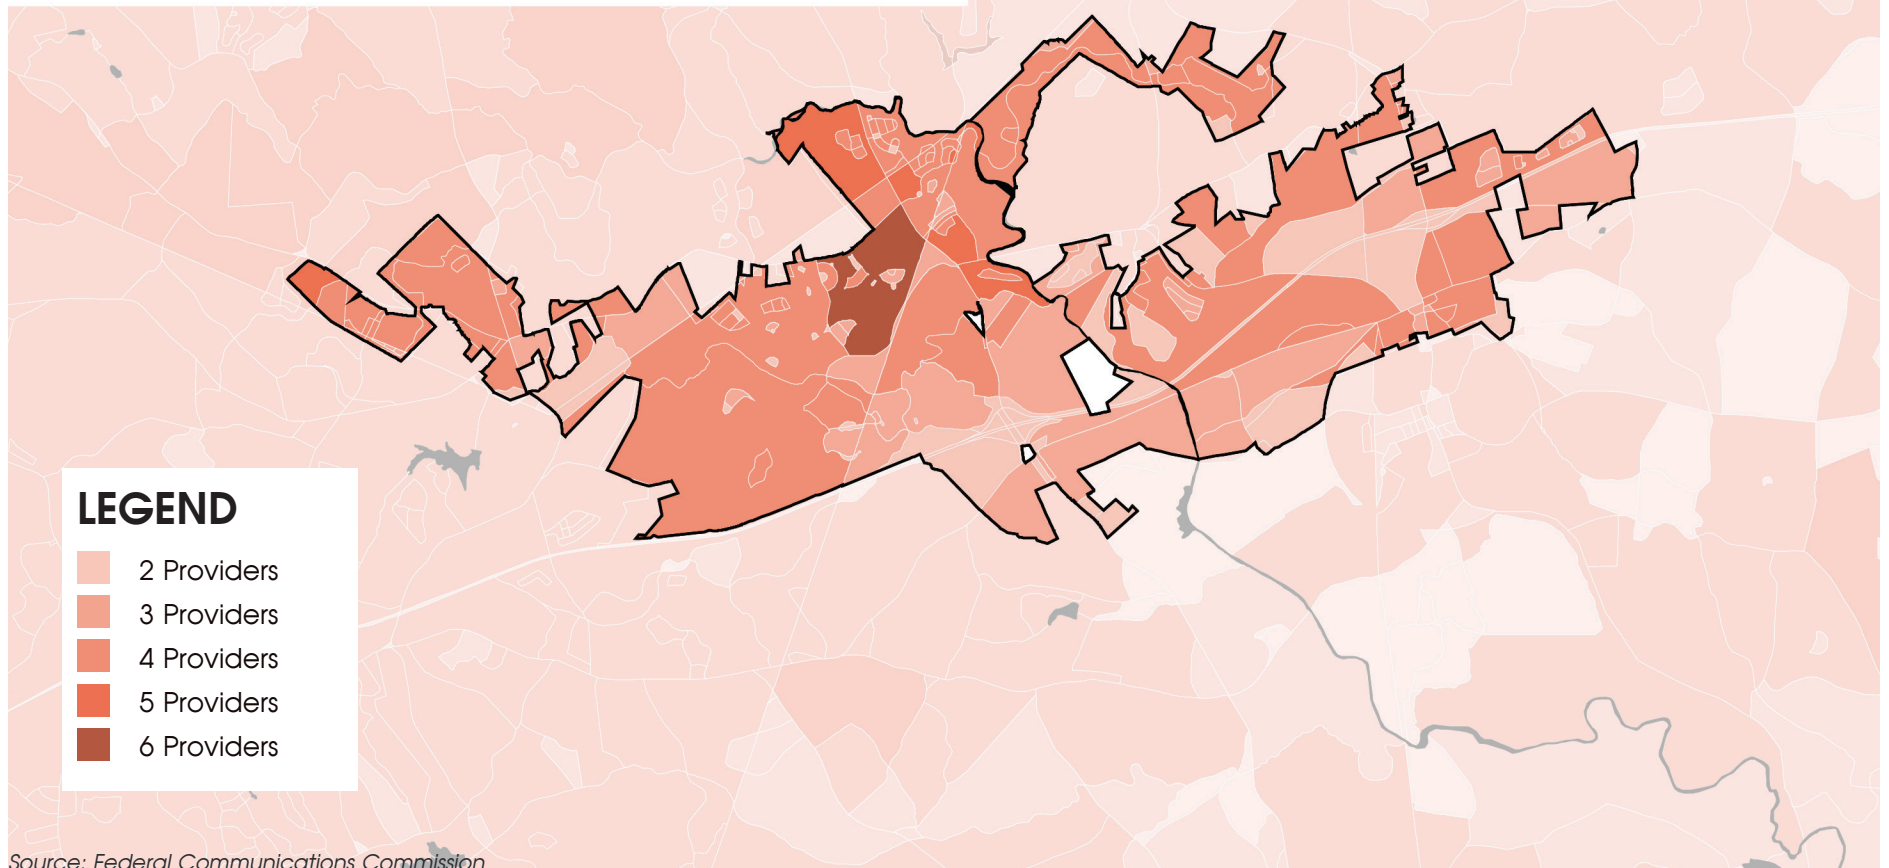 LEGEND
2 Providers
3 Providers
4 Providers
5 Providers
6 Providers
Source: Federal Communications Commission